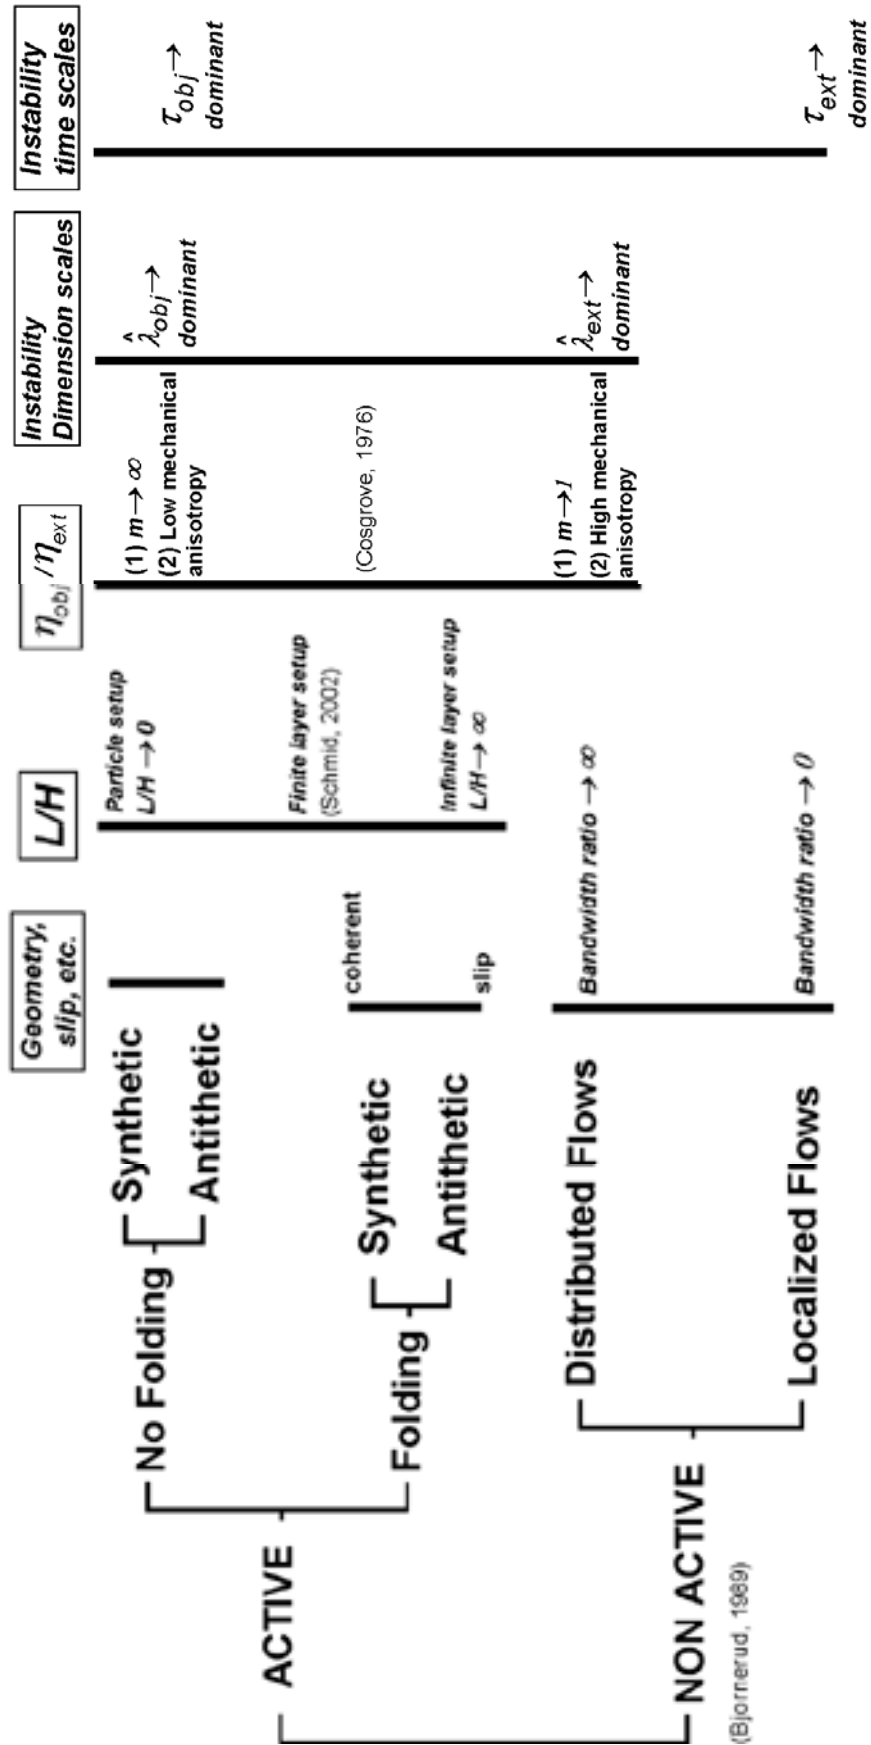 Geometry,
slip, etc.
L/H
ηobj /ηext
Instability
Dimension scales
Instability
time scales
ACTIVE
No Folding
Synthetic
Antithetic
Folding
Synthetic
Antithetic
coherent
slip
Particle setup
L/H → 0
Finite layer setup
(Schmid, 2002)
Infinite layer setup
L/H → ∞
(1) m → ∞
(2) Low mechanical
anisotropy
(Cosgrove, 1976)
(1) m→1
(2) High mechanical
anisotropy
λ̂obj→
dominant
λ̂ext→
dominant
τobj→
dominant
τext→
dominant
NON ACTIVE
(Bjornerud, 1989)
Distributed Flows
Localized Flows
Bandwidth ratio → ∞
Bandwidth ratio → 0